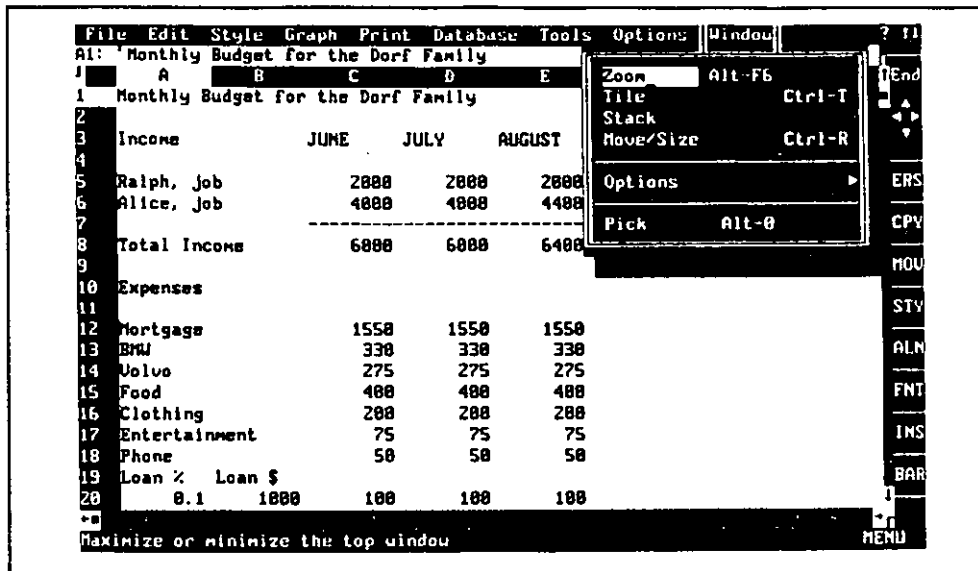 File Edit Style Graph Print Database Tools Options Window ? ↑↓
A1: 'Monthly Budget for the Dorf Family
A B C D E
Zoom Alt-F6
Tile Ctrl-T
Stack
Move/Size Ctrl-R
Options ►
Pick Alt-0
End
ERS
CPY
MOV
STY
ALN
FNT
INS
BAR
1 Monthly Budget for the Dorf Family
2
3 Income JUNE JULY AUGUST
4
5 Ralph, job 2000 2000 2000
6 Alice, job 4000 4000 4400
7 --------------------------
8 Total Income 6000 6000 6400
9
10 Expenses
11
12 Mortgage 1550 1550 1550
13 BMW 330 330 330
14 Volvo 275 275 275
15 Food 400 400 400
16 Clothing 200 200 200
17 Entertainment 75 75 75
18 Phone 50 50 50
19 Loan % Loan $
20 0.1 1000 100 100 100
Maximize or minimize the top window MENU